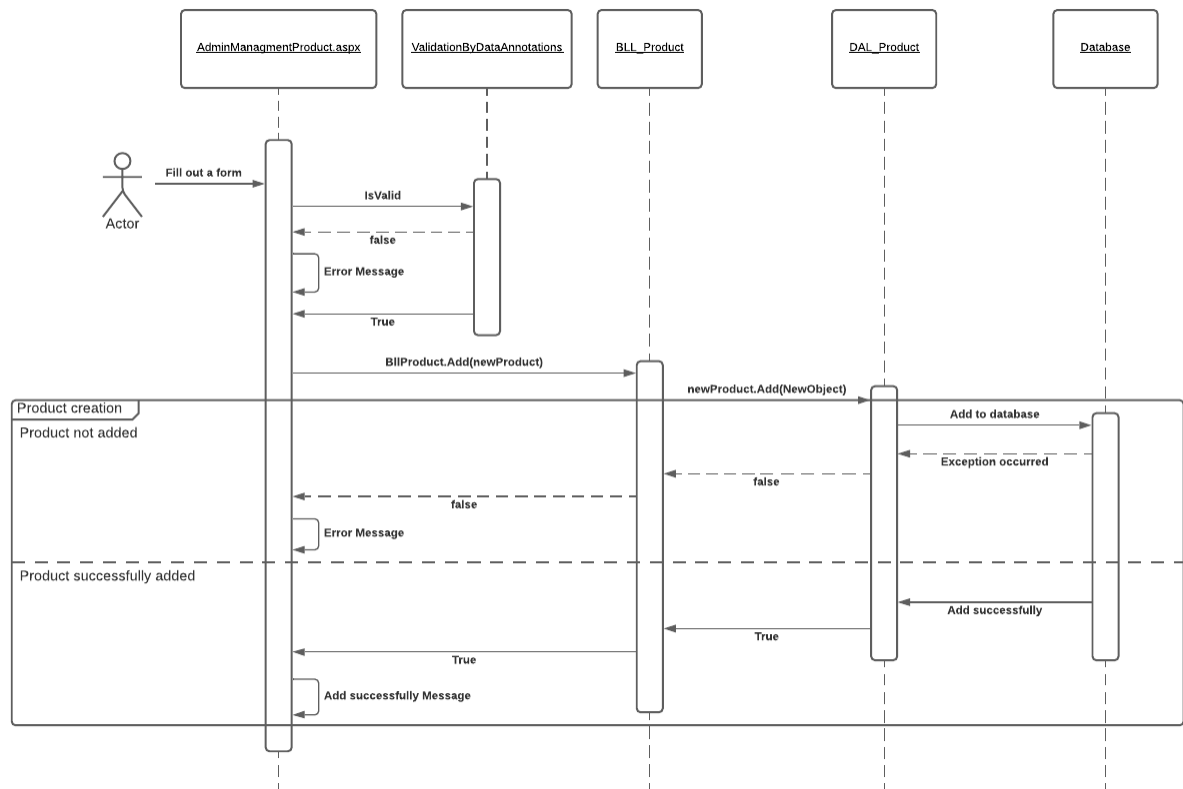 AdminManagmentProduct.aspx
ValidationByDataAnnotations
BLL_Product
DAL_Product
Database
Fill out a form
Actor
IsValid
false
Error Message
True
BllProduct.Add(newProduct)
newProduct.Add(NewObject)
Product creation
Add to database
Product not added
Exception occurred
false
false
Error Message
Product successfully added
Add successfully
True
True
Add successfully Message